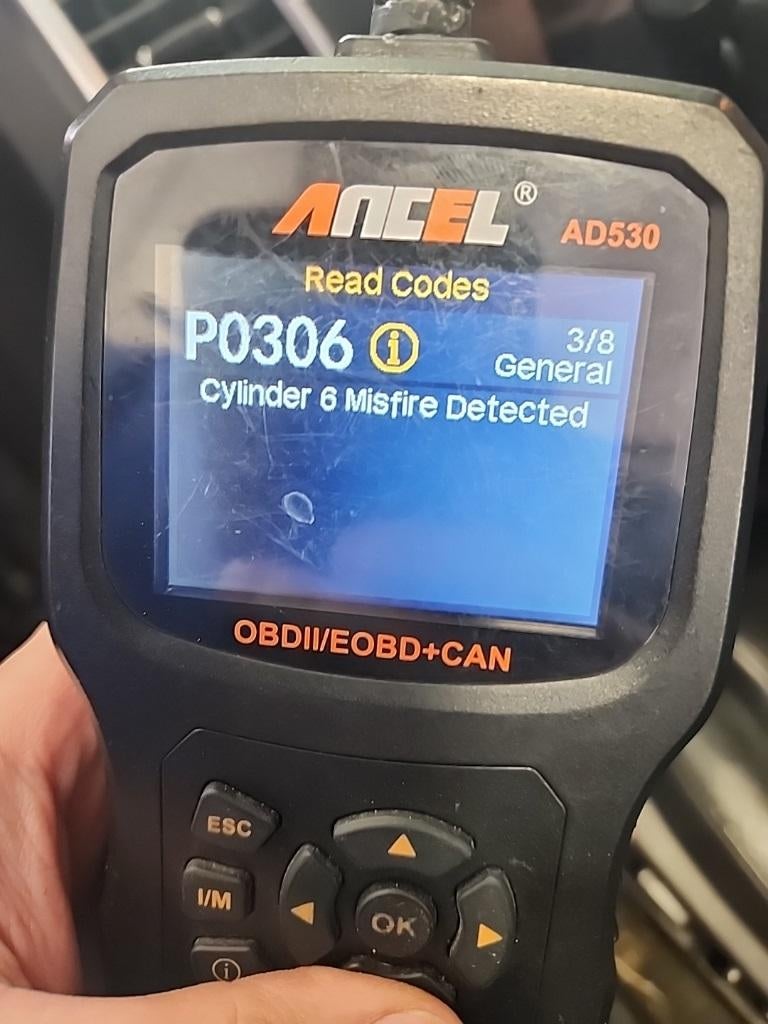 ANCEL®
AD530
Read Codes
P0306 i 3/8
General
Cylinder 6 Misfire Detected
OBDII/EOBD+CAN
ESC
I/M
OK
i